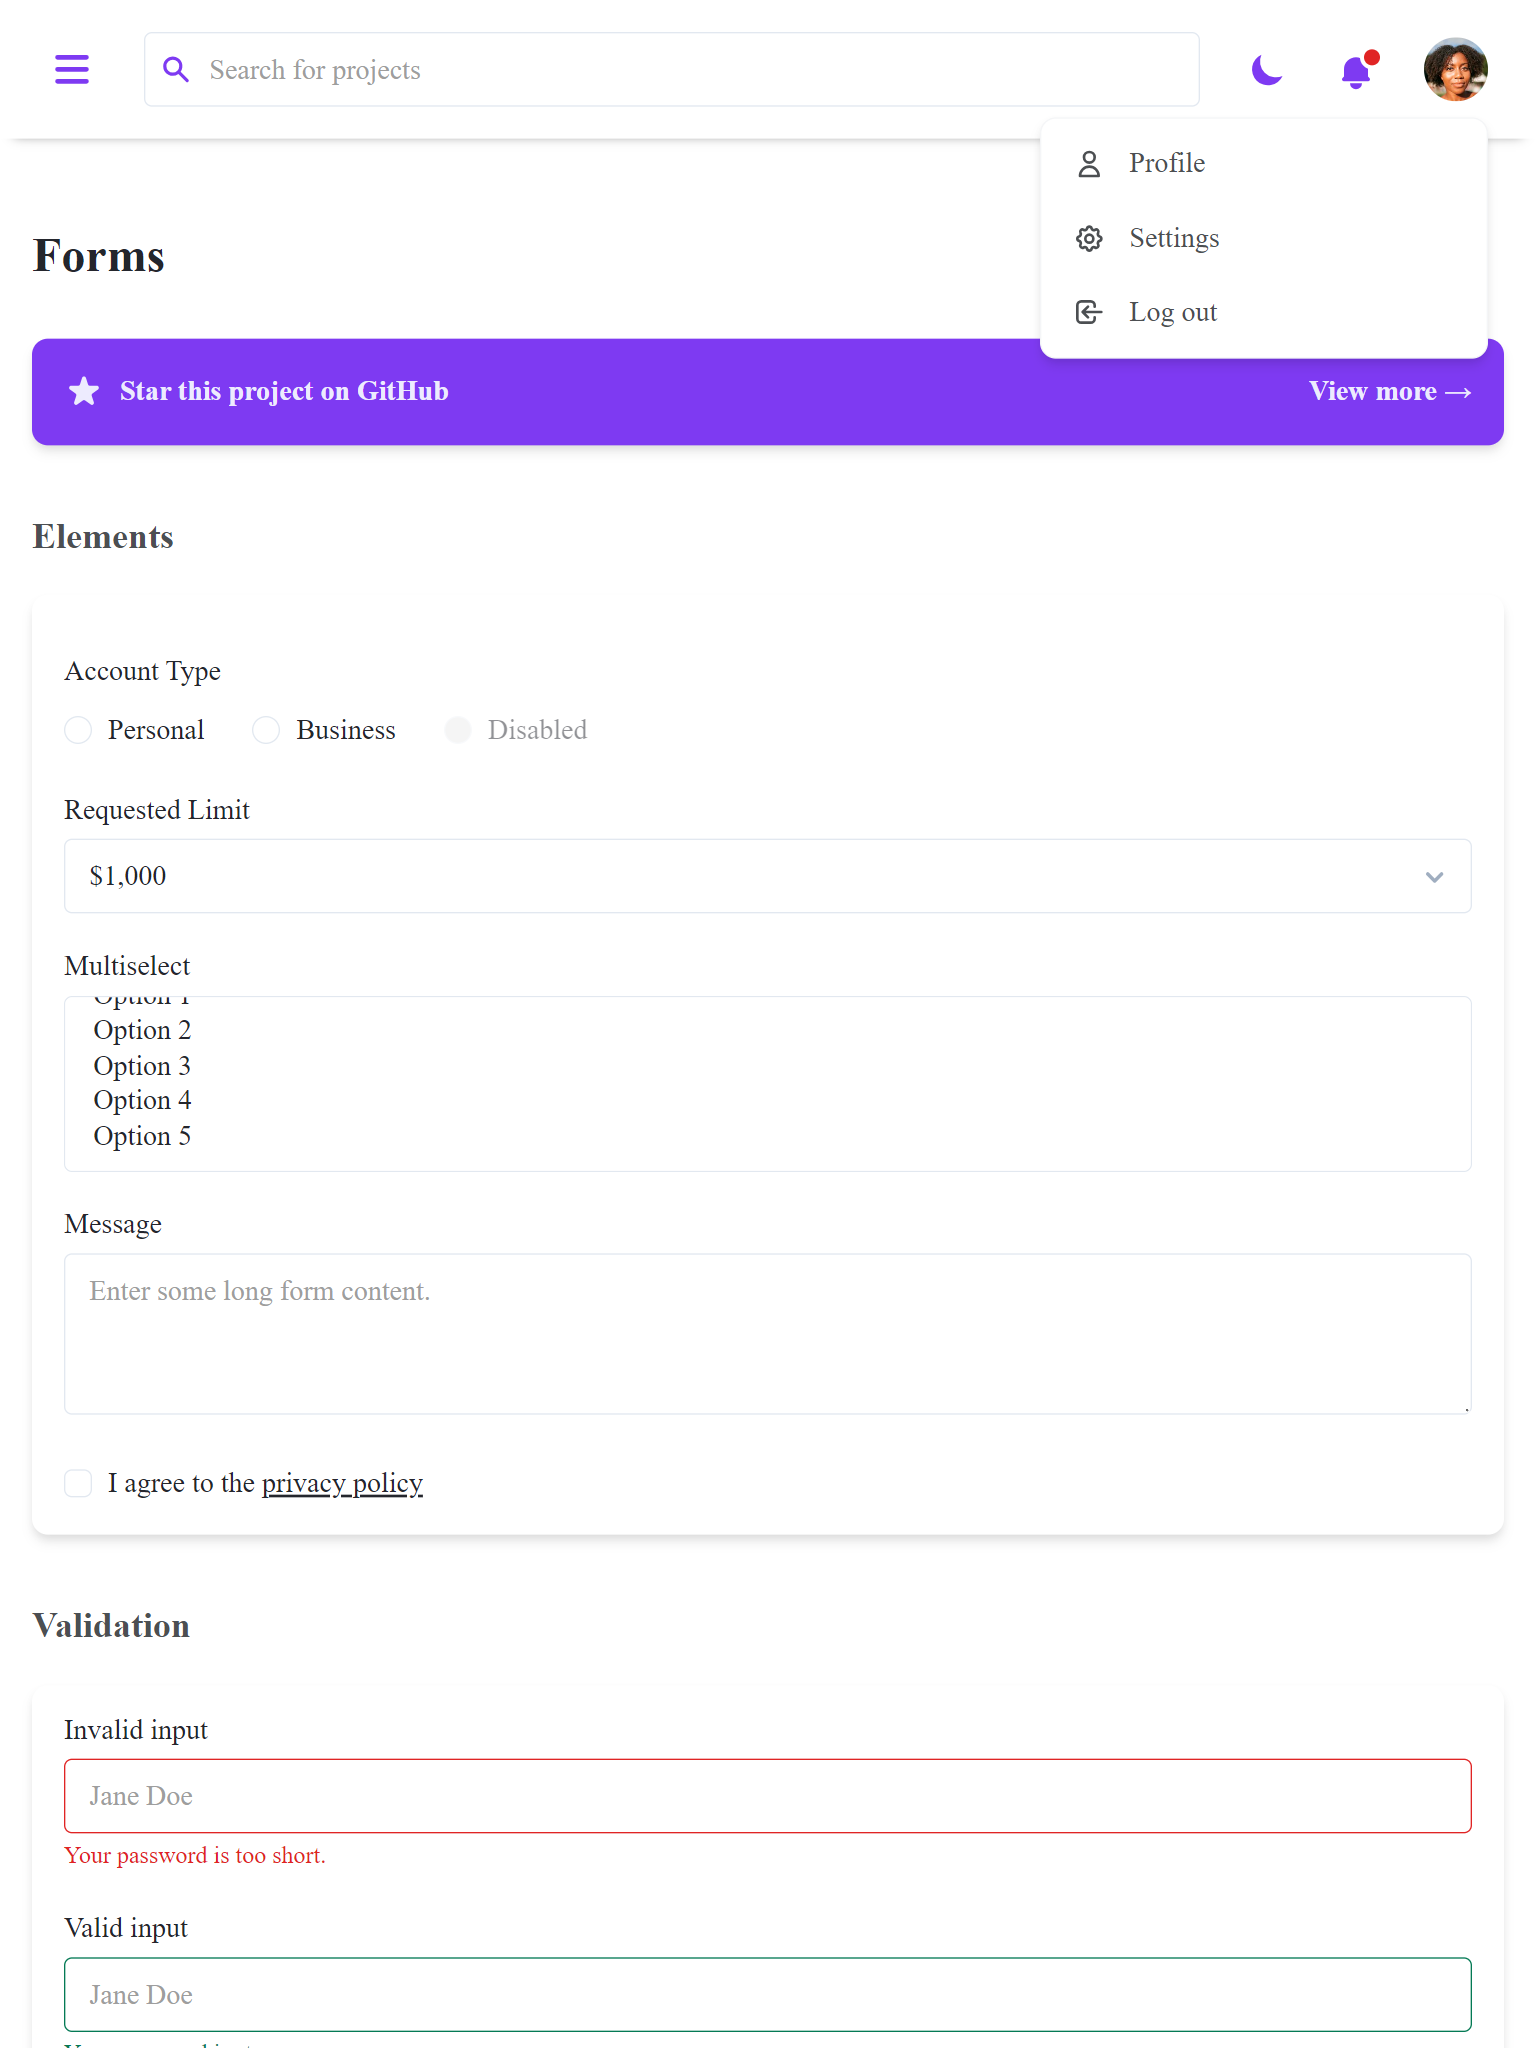 Search for projects
Profile
Settings
Log out
Forms
Star this project on GitHub
View more →
Elements
Account Type
Personal
Business
Disabled
Requested Limit
$1,000
Multiselect
Option 1
Option 2
Option 3
Option 4
Option 5
Message
Enter some long form content.
I agree to the privacy policy
Validation
Invalid input
Jane Doe
Your password is too short.
Valid input
Jane Doe